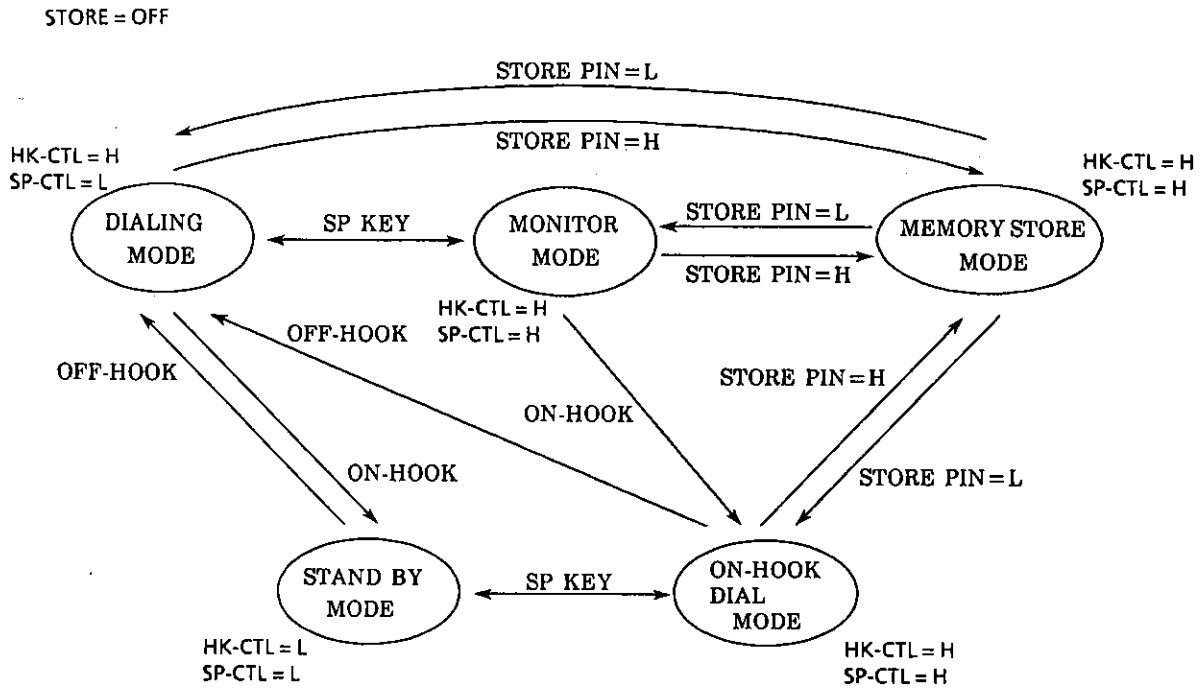 STORE = OFF
STORE PIN=L
STORE PIN=H
HK-CTL = H
SP-CTL = L
HK-CTL = H
SP-CTL = H
DIALING
MODE
SP KEY
MONITOR
MODE
STORE PIN=L
STORE PIN=H
MEMORY STORE
MODE
HK-CTL = H
SP-CTL = H
OFF-HOOK
OFF-HOOK
STORE PIN=H
ON-HOOK
ON-HOOK
STORE PIN=L
STAND BY
MODE
SP KEY
ON-HOOK
DIAL
MODE
HK-CTL = L
SP-CTL = L
HK-CTL = H
SP-CTL = H